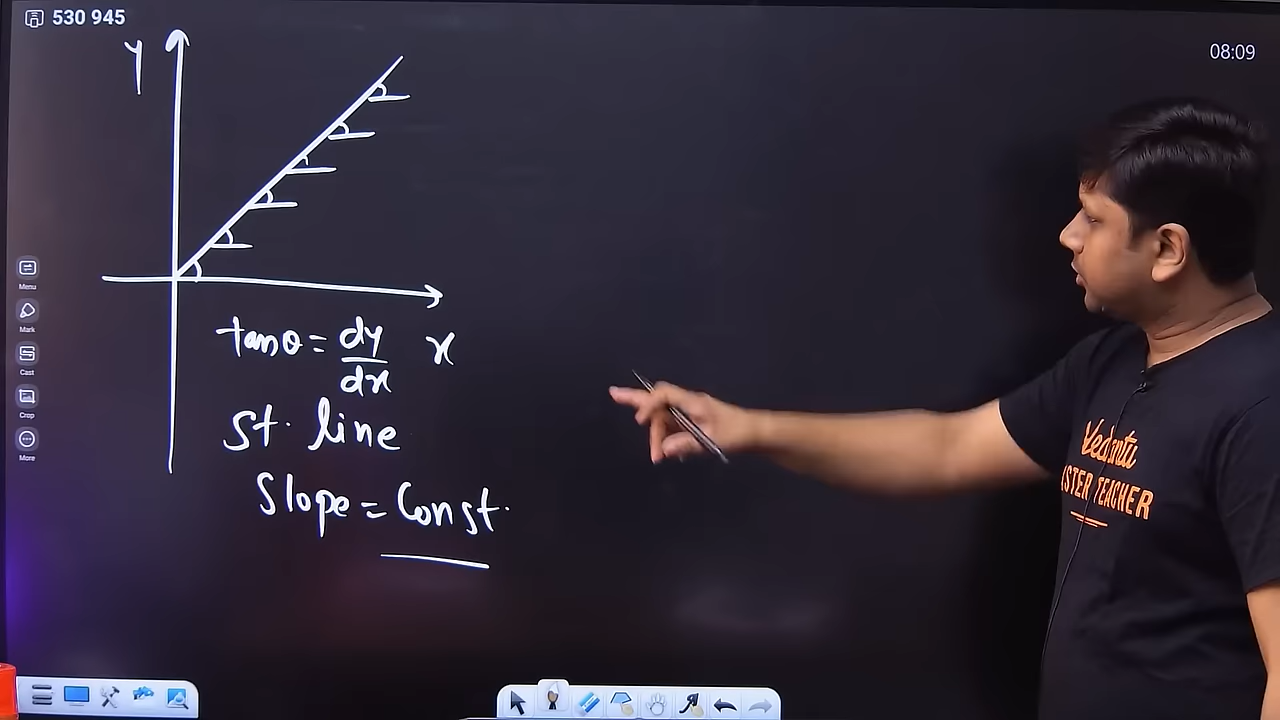 530 945
08:09
Y
tanθ = dy/dx
x
St. line
Slope = Const.
Menu
Mark
Cast
Crop
More
Vedantu
MASTER TEACHER